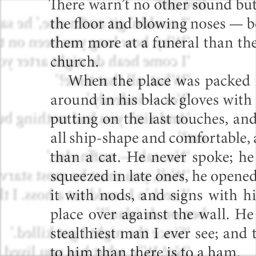 There warn't no other sound but
the floor and blowing noses — b
them more at a funeral than the
church.
When the place was packed
around in his black gloves with
putting on the last touches, and
all ship-shape and comfortable, a
than a cat. He never spoke; he
squeezed in late ones, he opened
it with nods, and signs with hi
place over against the wall. He
stealthiest man I ever see; and t
to him than there is to a ham.